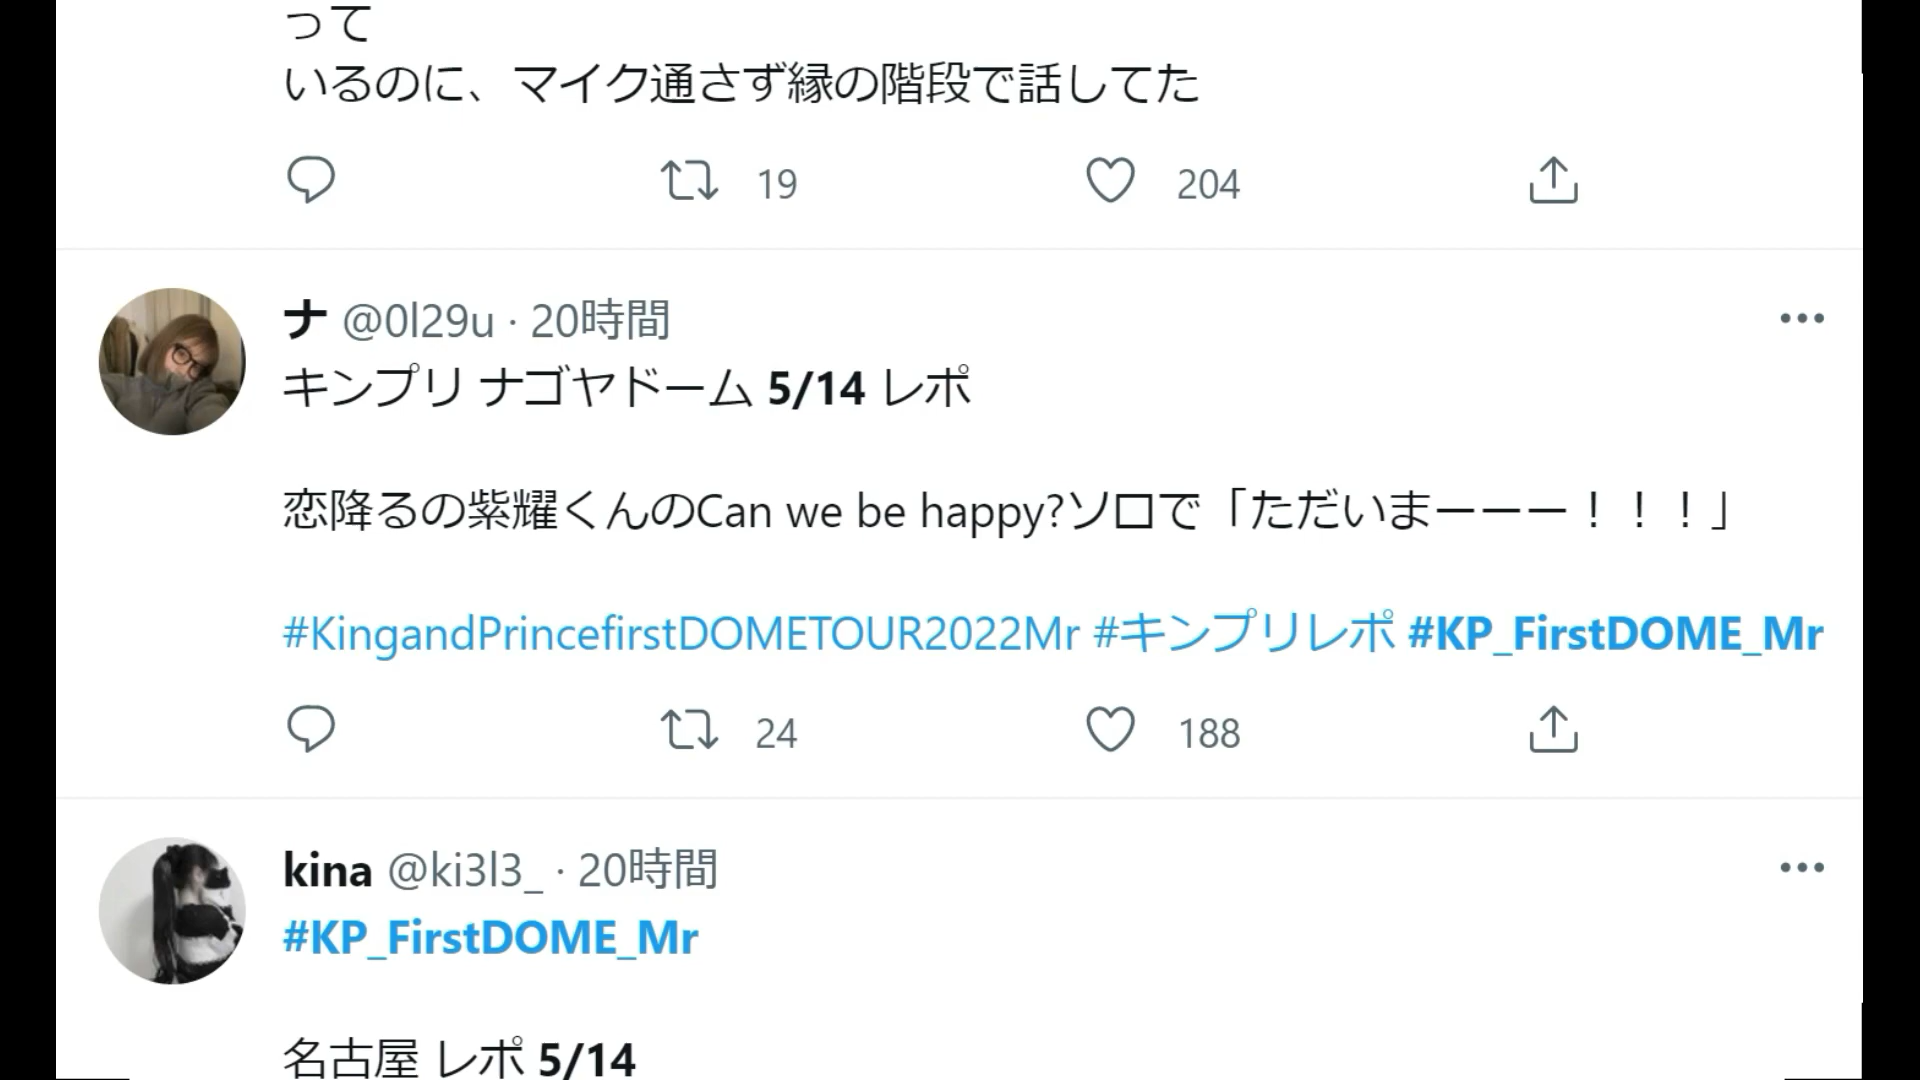 って
いるのに、マイク通さず縁の階段で話してた
19 204
ナ @0l29u · 20時間
キンプリ ナゴヤドーム 5/14 レポ
恋降るの紫耀くんのCan we be happy?ソロで「ただいまーーー！！！」
#KingandPrincefirstDOMETOUR2022Mr #キンプリレポ #KP_FirstDOME_Mr
24 188
kina @ki3l3_ · 20時間
#KP_FirstDOME_Mr
名古屋 レポ 5/14